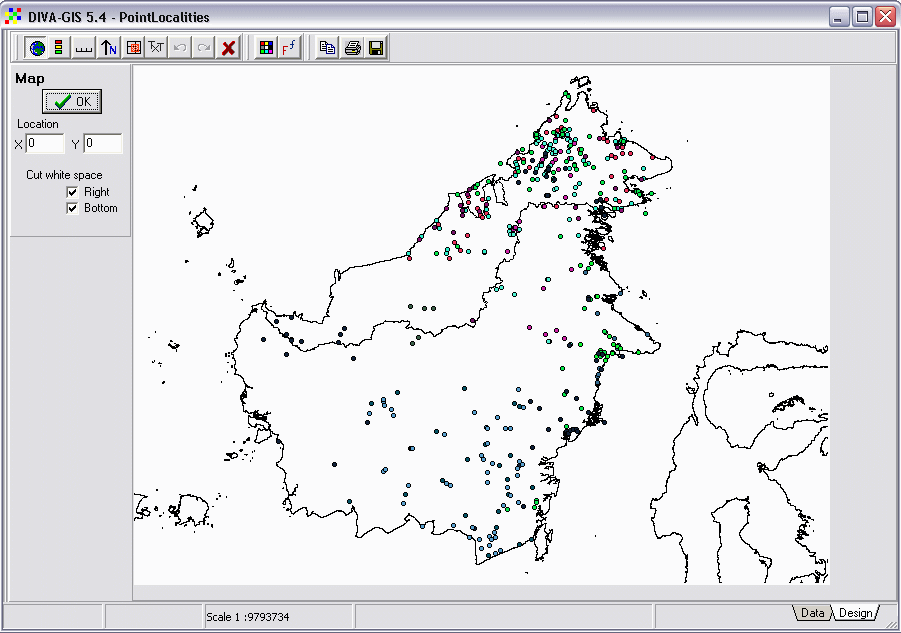 DIVA-GIS 5.4 - PointLocalities
N TXT F f
Map
OK
Location
X 0 Y 0
Cut white space
Right
Bottom
Scale 1 :9793734
Data Design